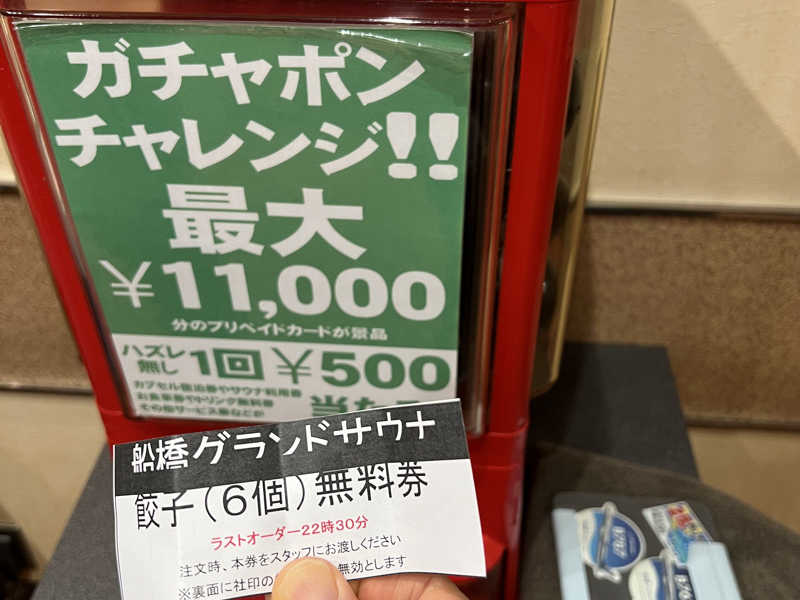 ガチャポン
チャレンジ!!
最大
¥11,000
分のプリペイドカードが景品
ハズレ無し 1回¥500
カプセル宿泊券やサウナ利用券
お食事券やドリンク無料券
その他サービス券などが
船橋グランドサウナ
餃子(6個)無料券
ラストオーダー22時30分
注文時、本券をスタッフにお渡しください
※裏面に社印の 無効とします